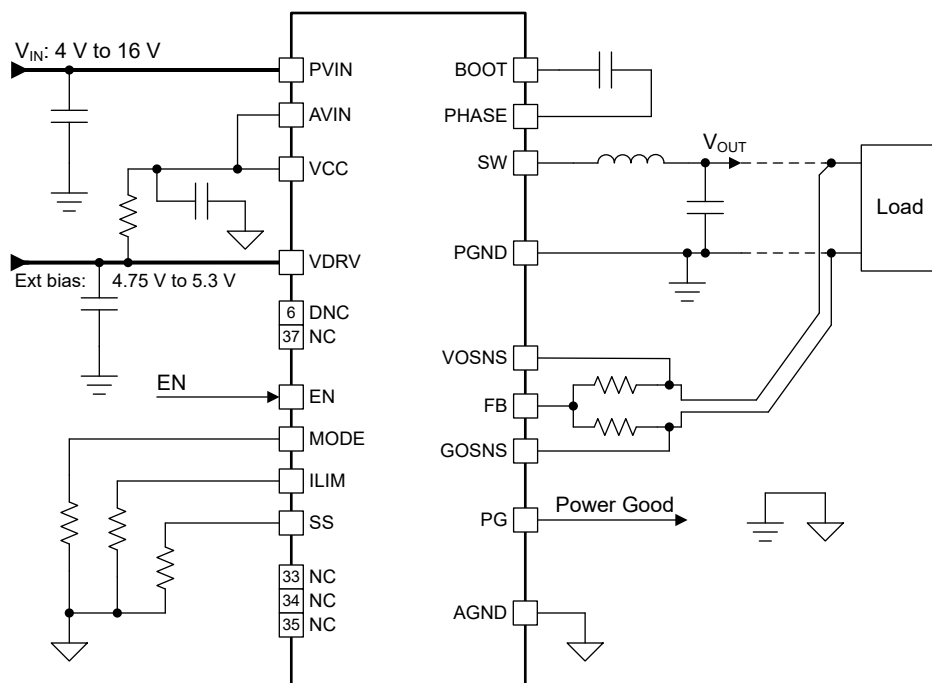 V_IN: 4 V to 16 V
PVIN
AVIN
VCC
VDRV
Ext bias: 4.75 V to 5.3 V
6 DNC
37 NC
EN
EN
MODE
ILIM
SS
33 NC
34 NC
35 NC
BOOT
PHASE
SW
V_OUT
Load
PGND
VOSNS
FB
GOSNS
PG
Power Good
AGND